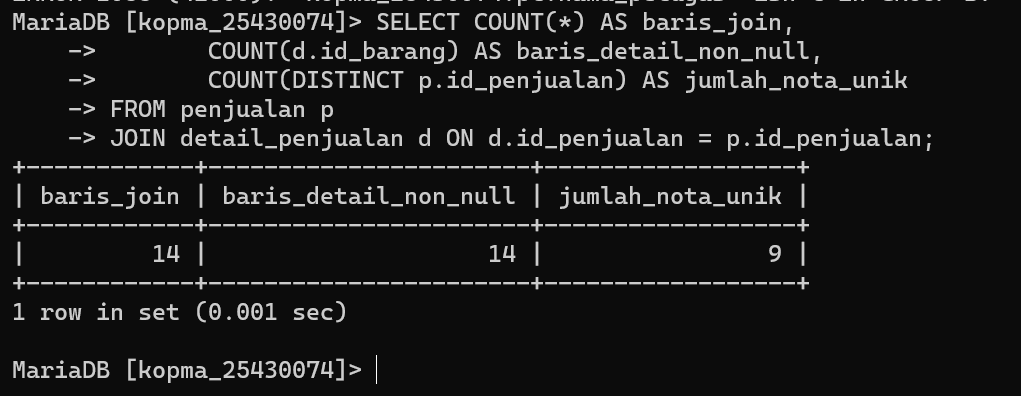 MariaDB [kopma_25430074]> SELECT COUNT(*) AS baris_join,
    ->        COUNT(d.id_barang) AS baris_detail_non_null,
    ->        COUNT(DISTINCT p.id_penjualan) AS jumlah_nota_unik
    -> FROM penjualan p
    -> JOIN detail_penjualan d ON d.id_penjualan = p.id_penjualan;
+------------+-----------------------+------------------+
| baris_join | baris_detail_non_null | jumlah_nota_unik |
+------------+-----------------------+------------------+
|         14 |                    14 |                9 |
+------------+-----------------------+------------------+
1 row in set (0.001 sec)
MariaDB [kopma_25430074]>